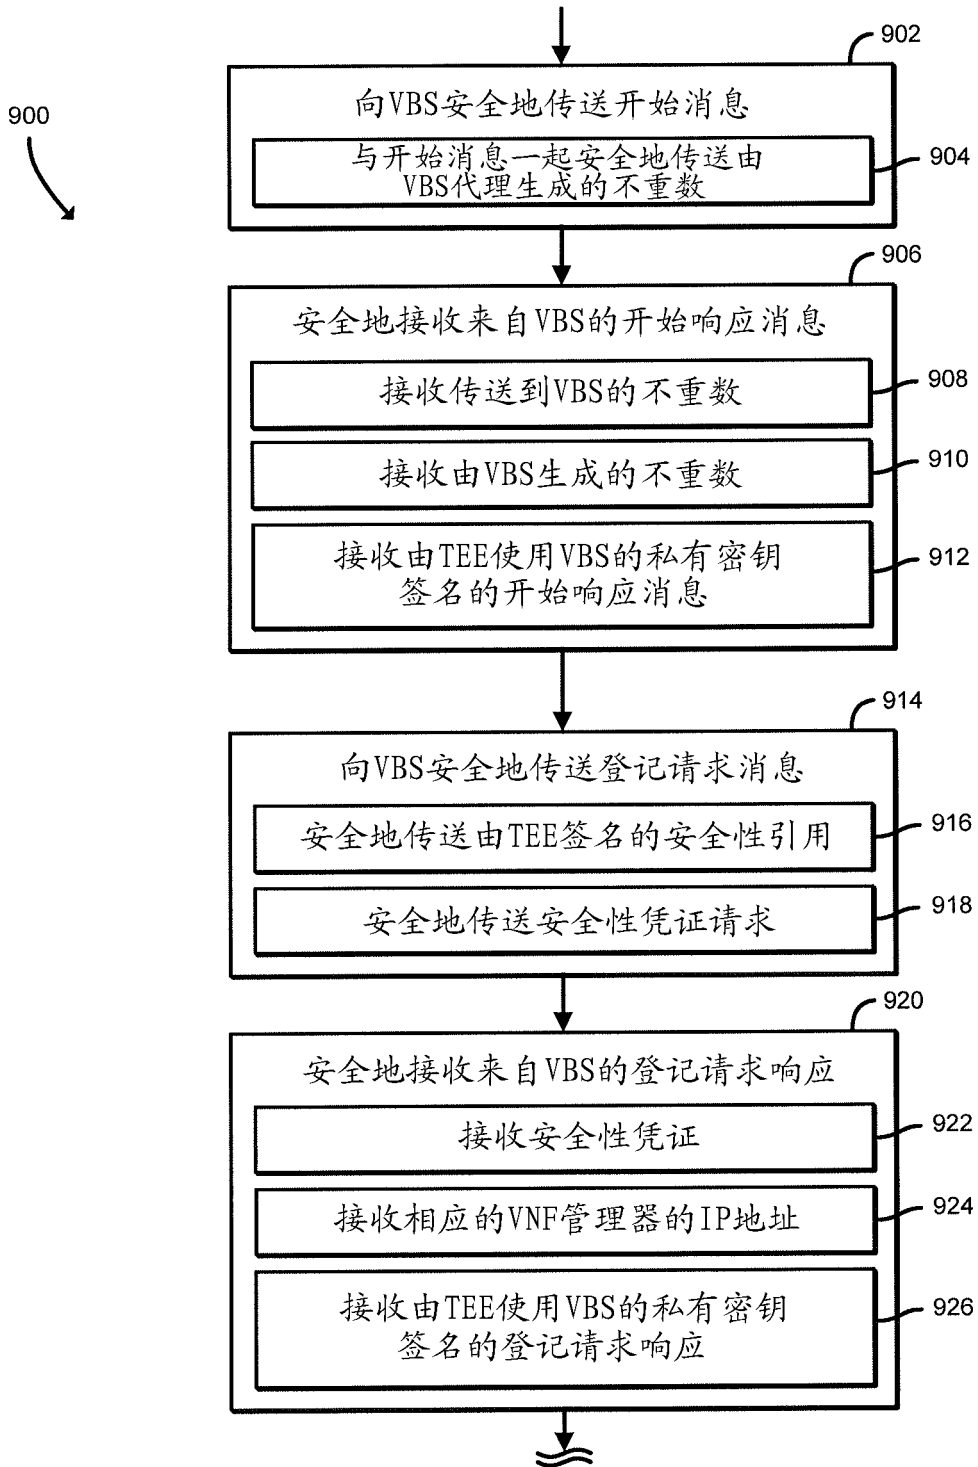 902
向VBS安全地传送开始消息
900
与开始消息一起安全地传送由
VBS代理生成的不重数
904
906
安全地接收来自VBS的开始响应消息
接收传送到VBS的不重数
908
接收由VBS生成的不重数
910
接收由TEE使用VBS的私有密钥
签名的开始响应消息
912
914
向VBS安全地传送登记请求消息
安全地传送由TEE签名的安全性引用
916
安全地传送安全性凭证请求
918
920
安全地接收来自VBS的登记请求响应
接收安全性凭证
922
接收相应的VNF管理器的IP地址
924
接收由TEE使用VBS的私有密钥
签名的登记请求响应
926